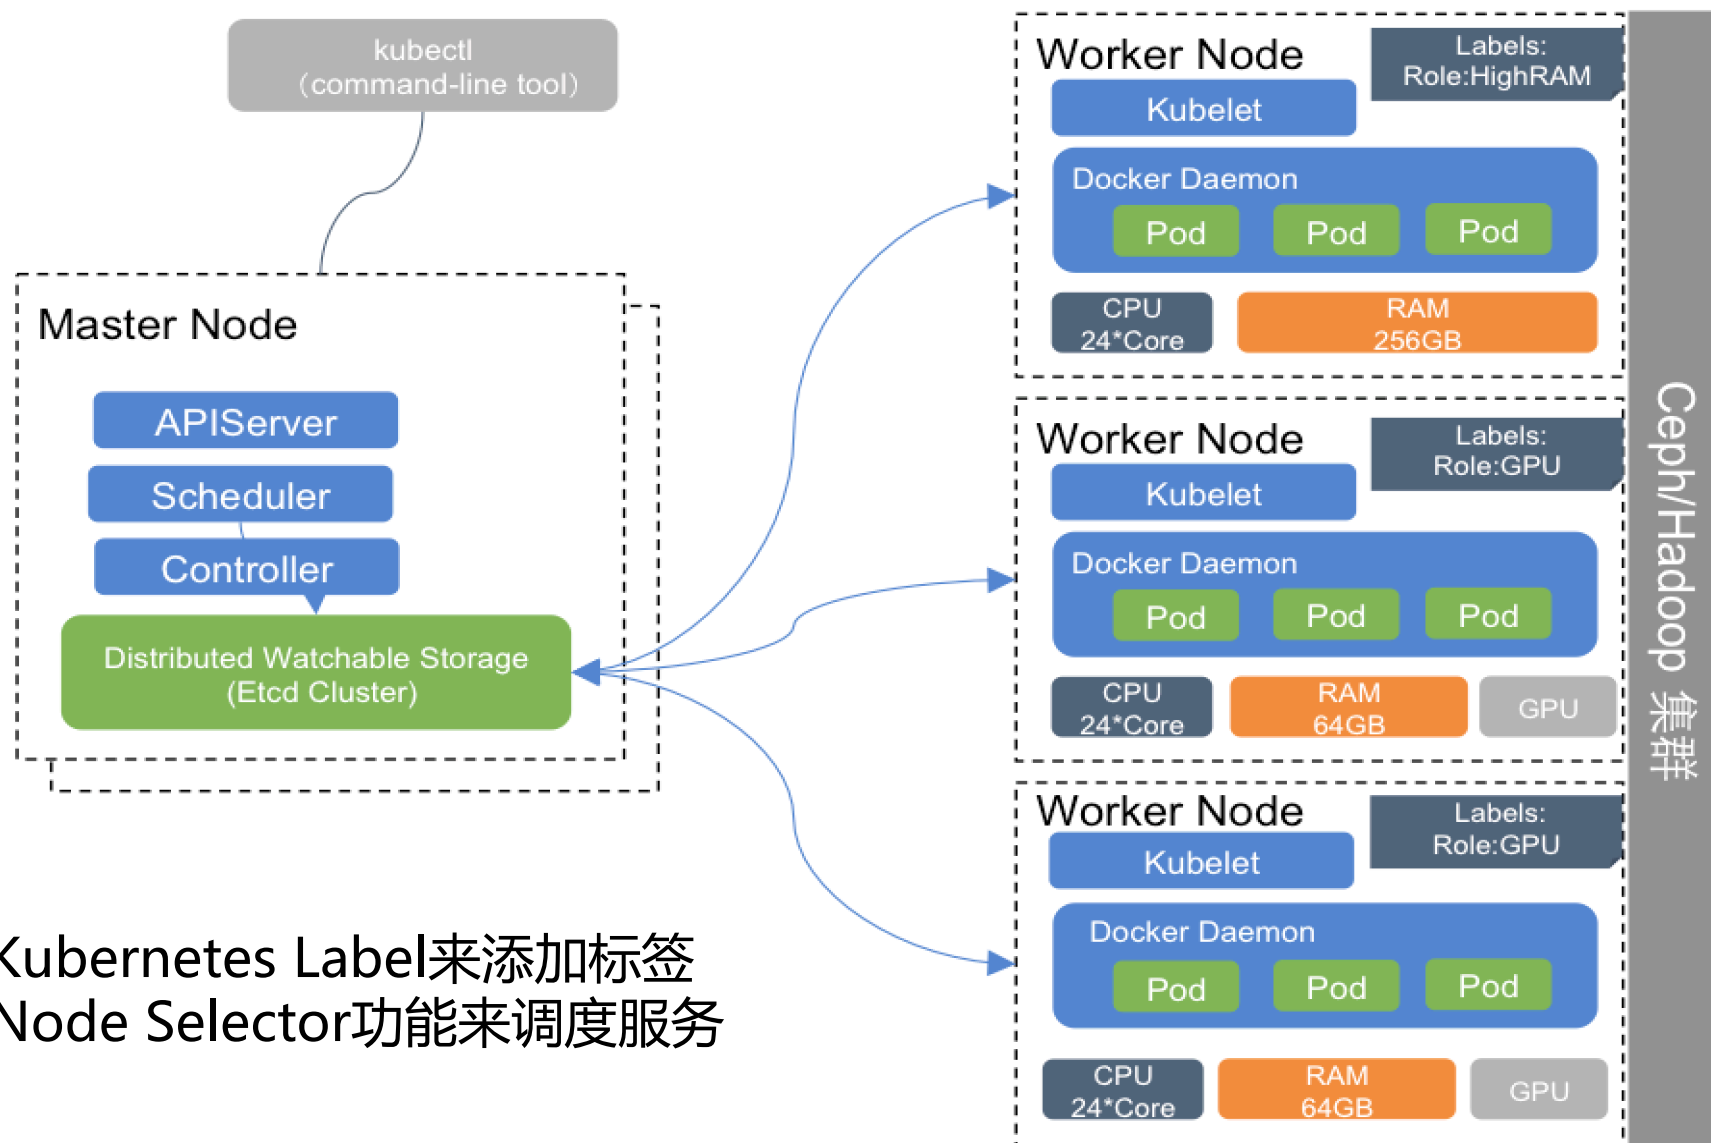 kubectl
（command-line tool）
Master Node
APIServer
Scheduler
Controller
Distributed Watchable Storage
(Etcd Cluster)
Kubernetes Label来添加标签
Node Selector功能来调度服务
Worker Node
Labels:
Role:HighRAM
Kubelet
Docker Daemon
Pod Pod Pod
CPU
24*Core
RAM
256GB
Worker Node
Labels:
Role:GPU
Kubelet
Docker Daemon
Pod Pod Pod
CPU
24*Core
RAM
64GB
GPU
Worker Node
Labels:
Role:GPU
Kubelet
Docker Daemon
Pod Pod Pod
CPU
24*Core
RAM
64GB
GPU
Ceph/Hadoop 集群